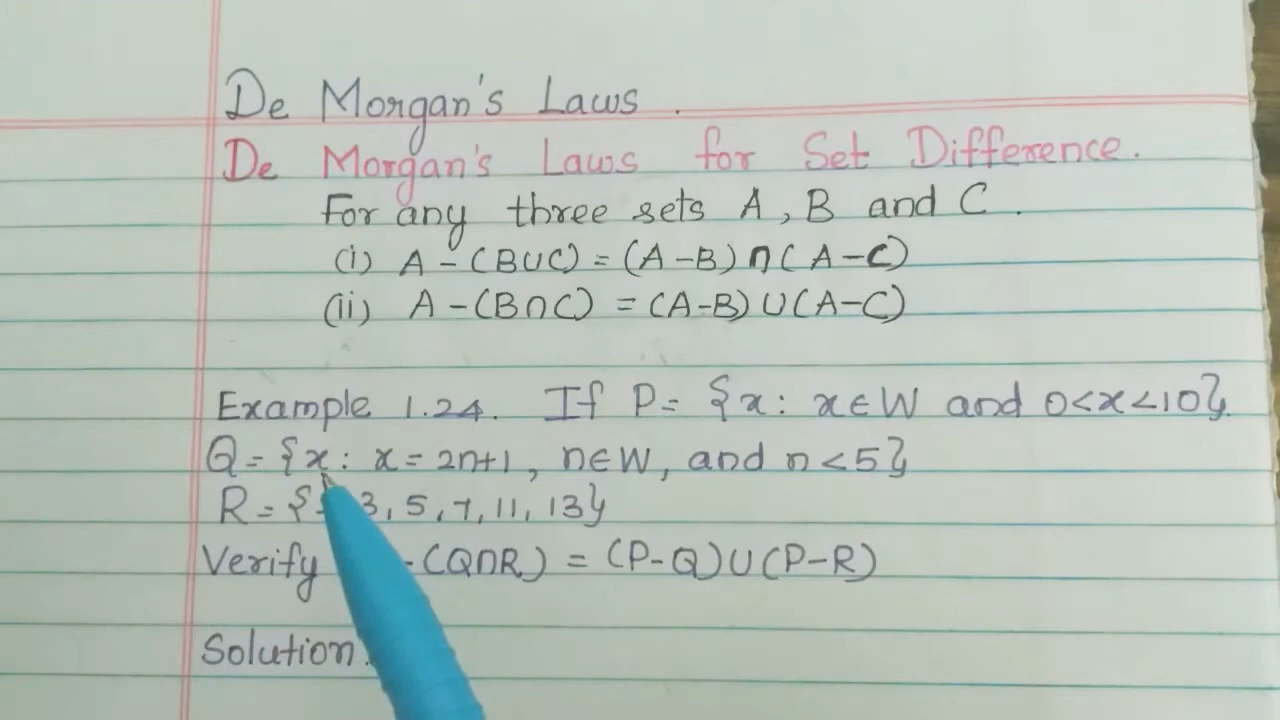 De Morgan's Laws.
De Morgan's Laws for Set Difference.
For any three sets A, B and C.
(i) A - (B∪C) = (A-B)∩(A-C)
(ii) A - (B∩C) = (A-B)∪(A-C)
Example 1.24. If P= {x: x∈W and 0<x<10}.
Q= {x: x= 2n+1, n∈W, and n<5}
R= { 3, 5, 7, 11, 13}
Verify -(Q∩R) = (P-Q)∪(P-R)
Solution.